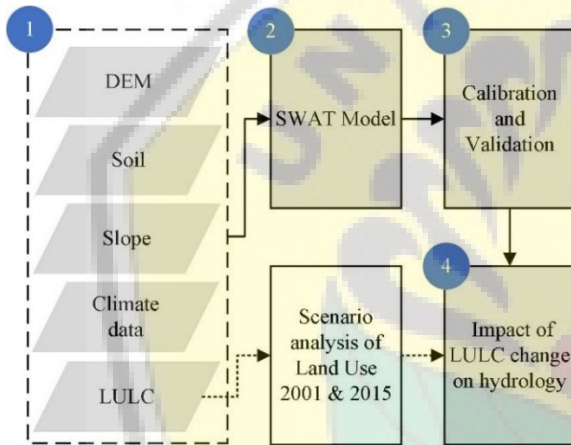 1
DEM
Soil
Slope
Climate
data
LULC
2
SWAT Model
3
Calibration
and
Validation
Scenario
analysis of
Land Use
2001 & 2015
4
Impact of
LULC change
on hydrology
U N